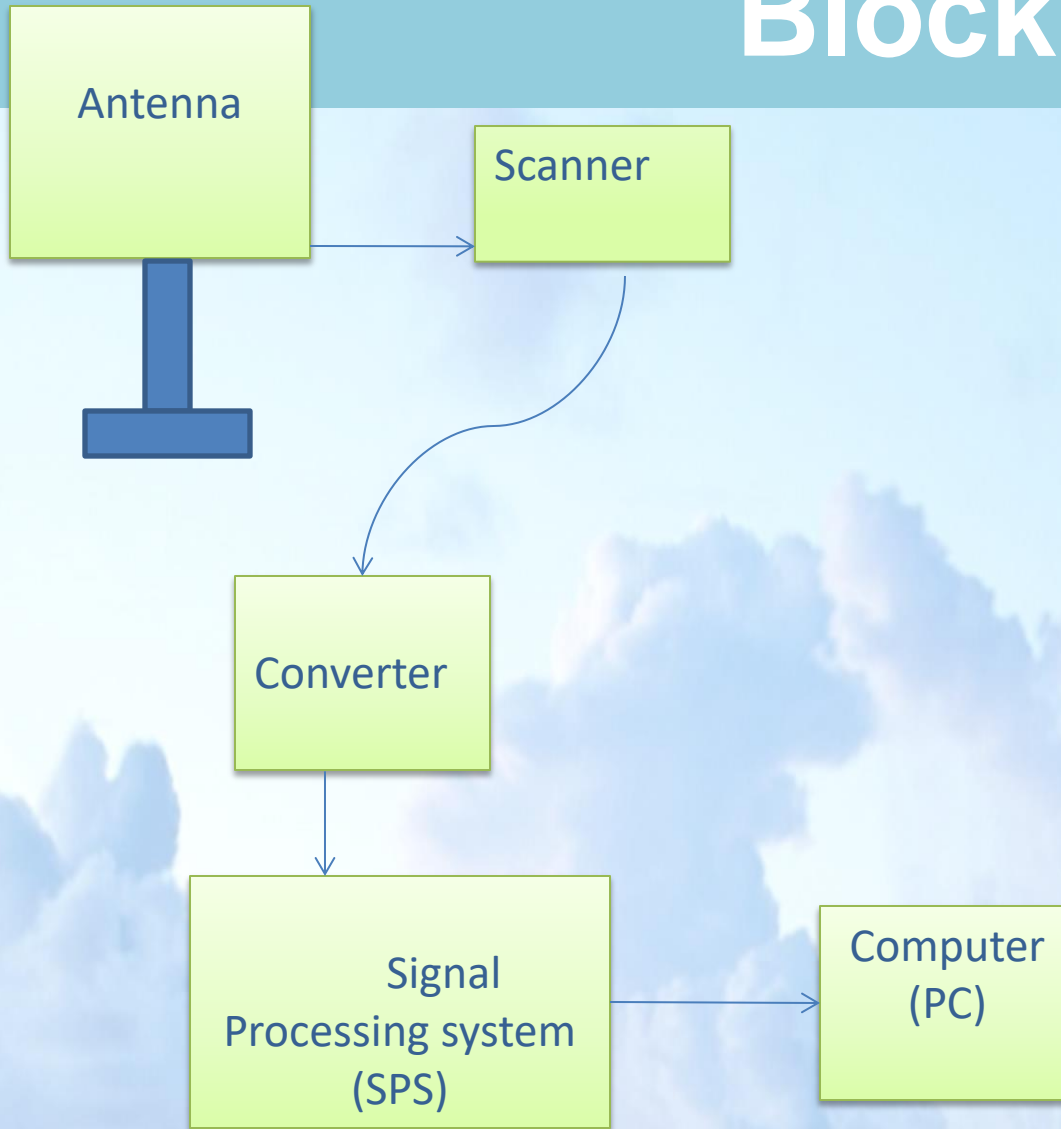 Block
Antenna
Scanner
Converter
Signal
Processing system
(SPS)
Computer
(PC)